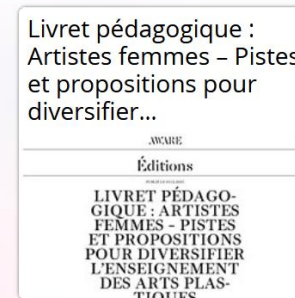 Livret pédagogique :
Artistes femmes – Pistes
et propositions pour
diversifier...
AWARE
Éditions
LIVRET PÉDAGO-
GIQUE : ARTISTES
FEMMES - PISTES
ET PROPOSITIONS
POUR DIVERSIFIER
L'ENSEIGNEMENT
DES ARTS PLAS-
TIQUES